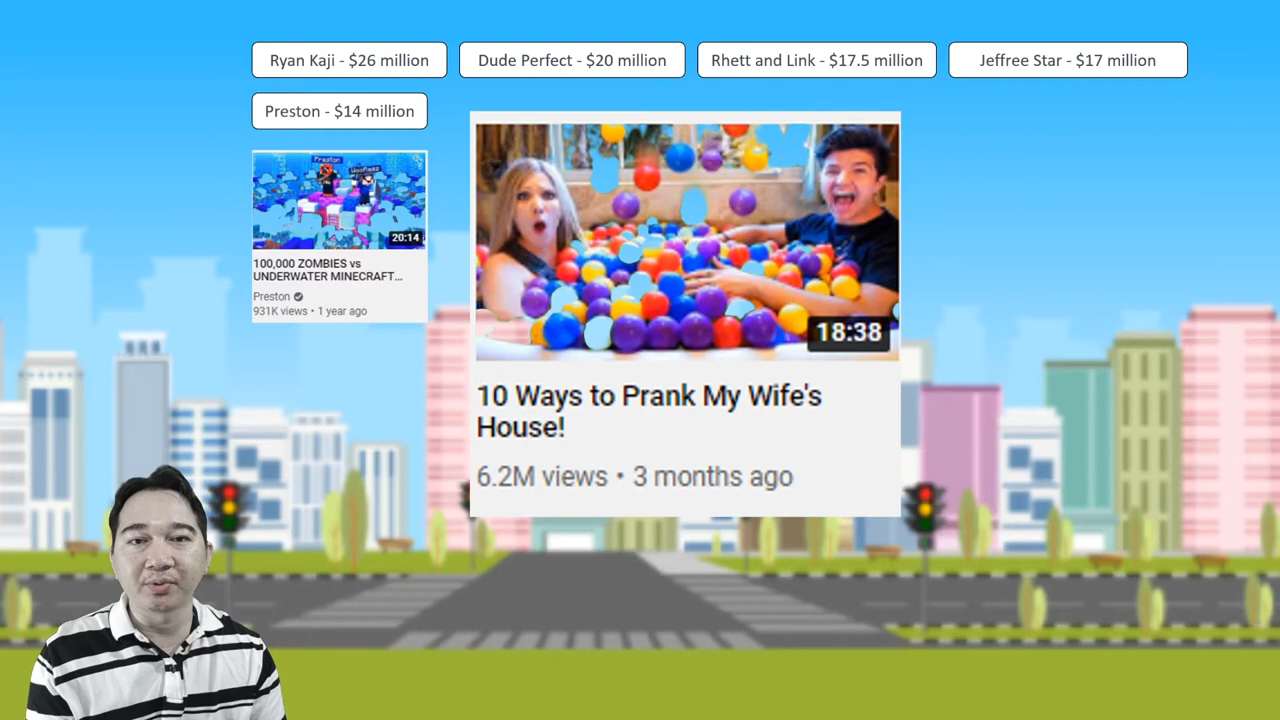 Ryan Kaji - $26 million
Dude Perfect - $20 million
Rhett and Link - $17.5 million
Jeffree Star - $17 million
Preston - $14 million
Preston
Woofless
20:14
100,000 ZOMBIES vs
UNDERWATER MINECRAFT...
Preston
931K views • 1 year ago
18:38
10 Ways to Prank My Wife's
House!
6.2M views • 3 months ago